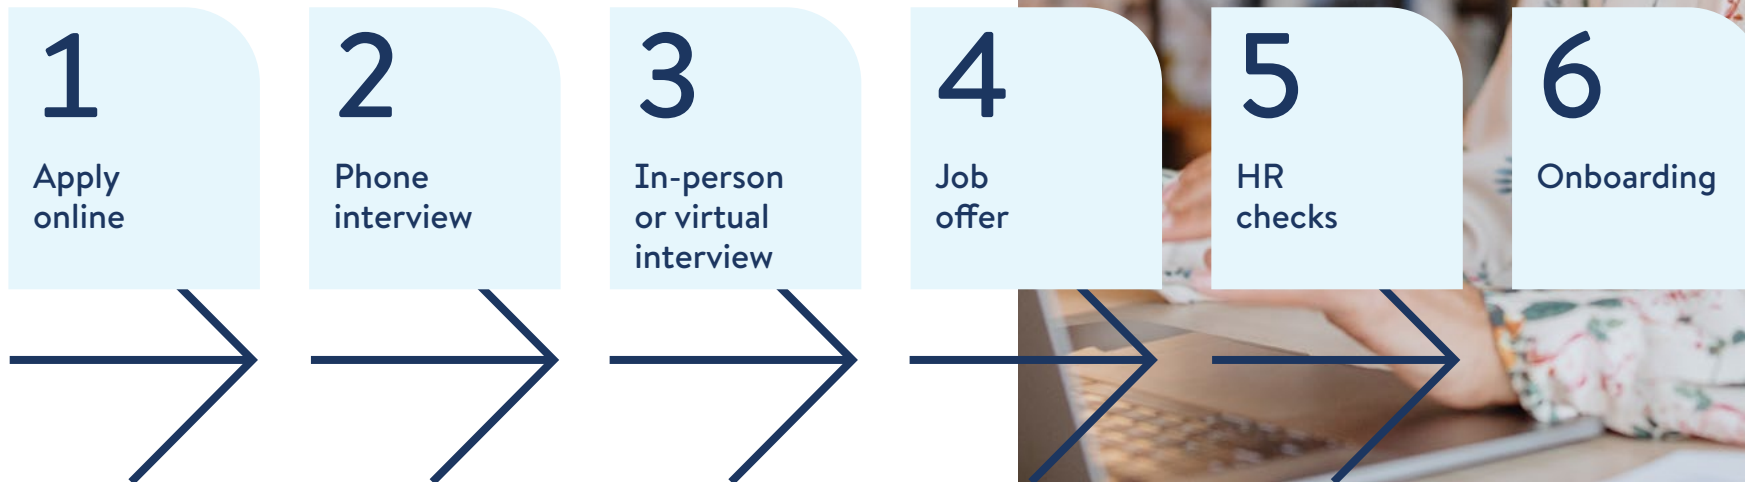 1
Apply
online
2
Phone
interview
3
In-person
or virtual
interview
4
Job
offer
5
HR
checks
6
Onboarding